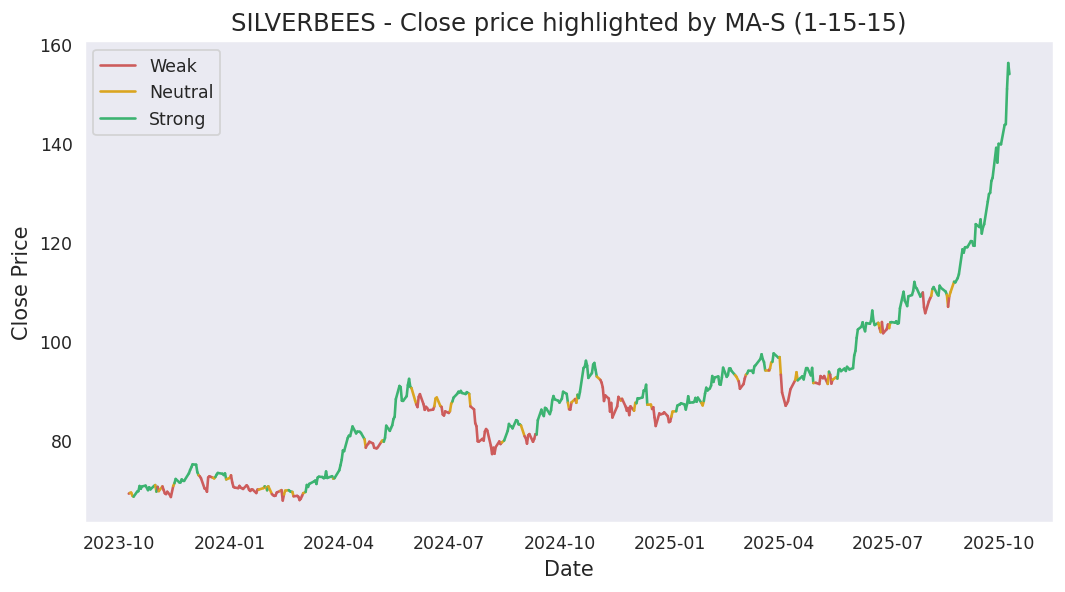 SILVERBEES - Close price highlighted by MA-S (1-15-15)
Weak
Neutral
Strong
Close Price
160
140
120
100
80
2023-10 2024-01 2024-04 2024-07 2024-10 2025-01 2025-04 2025-07 2025-10
Date